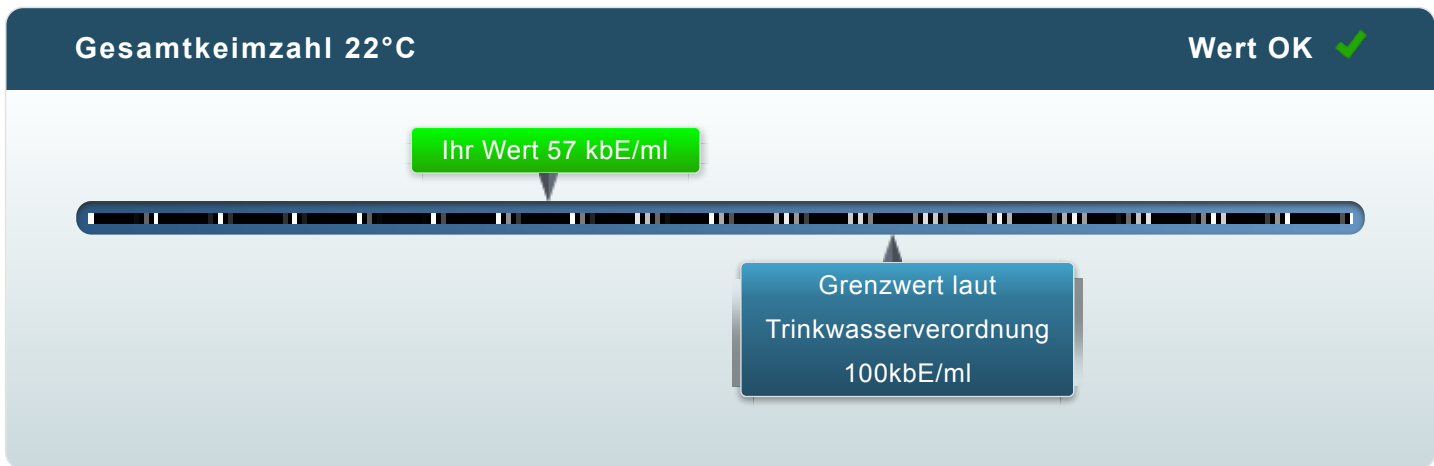 Gesamtkeimzahl 22°C
Wert OK
Ihr Wert 57 kbE/ml
Grenzwert laut
Trinkwasserverordnung
100kbE/ml